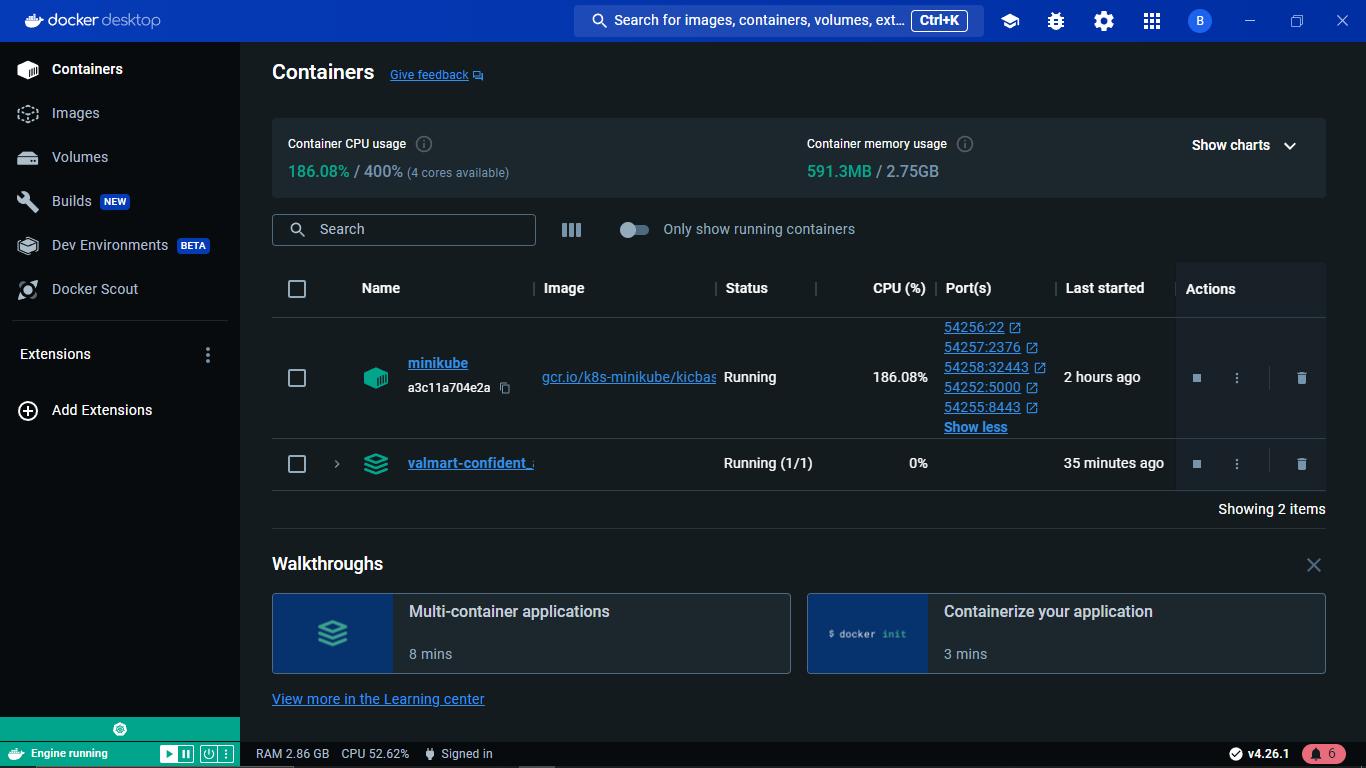 docker desktop
Search for images, containers, volumes, ext... Ctrl+K
B
Containers
Images
Volumes
Builds NEW
Dev Environments BETA
Docker Scout
Extensions
Add Extensions
Containers Give feedback
Container CPU usage
186.08% / 400% (4 cores available)
Container memory usage
591.3MB / 2.75GB
Show charts
Search
Only show running containers
Name Image Status CPU (%) Port(s) Last started Actions
minikube
a3c11a704e2a
gcr.io/k8s-minikube/kicbas
Running
186.08%
54256:22
54257:2376
54258:32443
54252:5000
54255:8443
Show less
2 hours ago
valmart-confident_ Running (1/1) 0% 35 minutes ago
Showing 2 items
Walkthroughs
Multi-container applications
8 mins
$ docker init
Containerize your application
3 mins
View more in the Learning center
Engine running
RAM 2.86 GB CPU 52.62% Signed in
v4.26.1
6